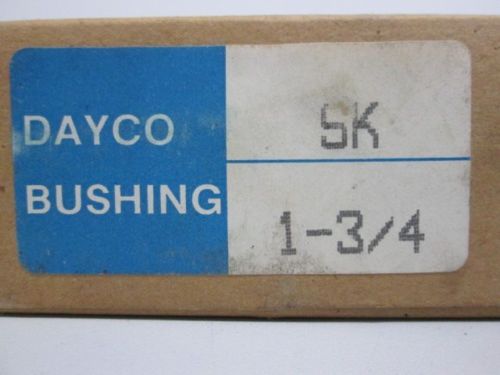 DAYCO
BUSHING
SK
1-3/4